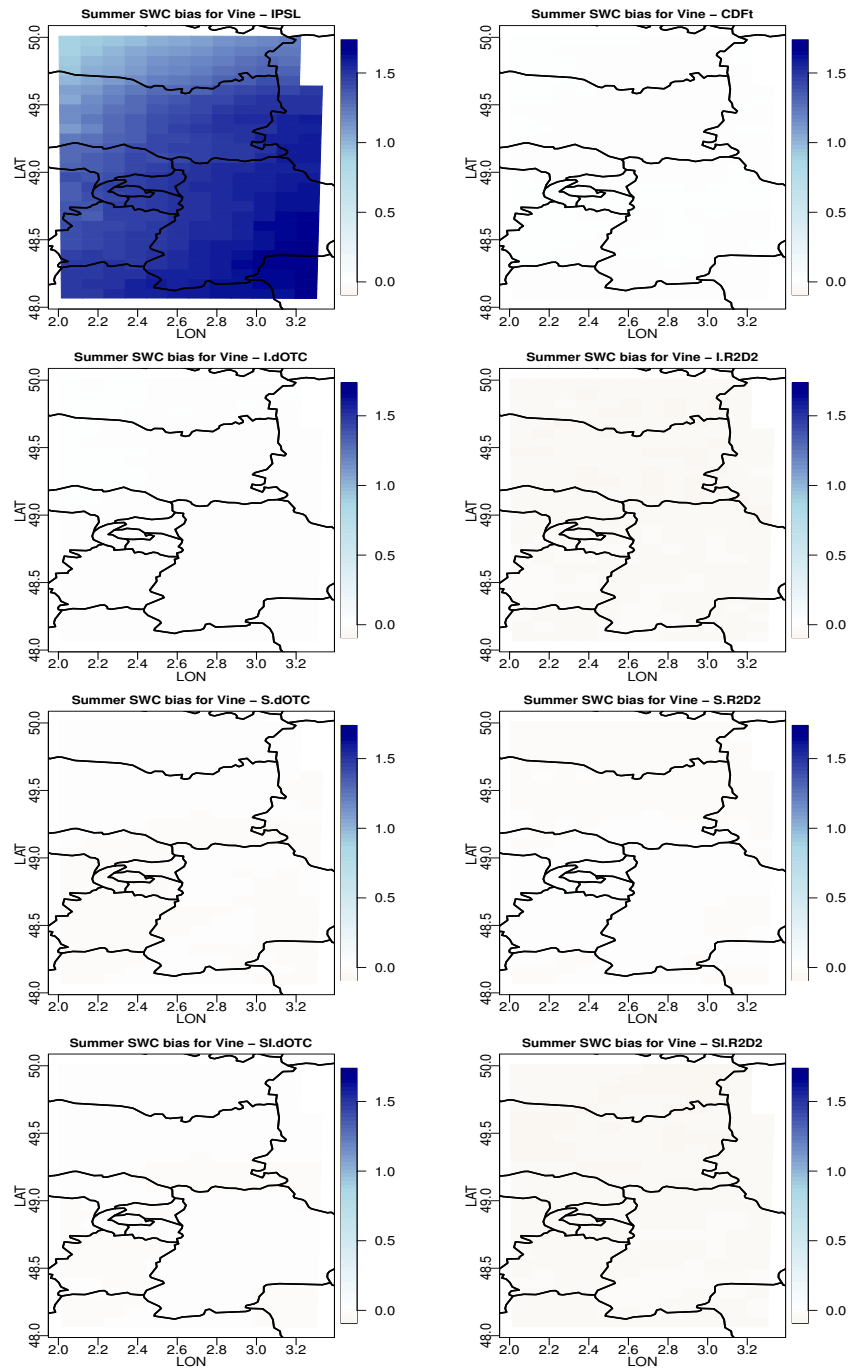 Summer SWC bias for Vine − IPSL
LAT
50.0
49.5
49.0
48.5
48.0
2.0 2.2 2.4 2.6 2.8 3.0 3.2
LON
1.5
1.0
0.5
0.0
Summer SWC bias for Vine − CDFt
LAT
50.0
49.5
49.0
48.5
48.0
2.0 2.2 2.4 2.6 2.8 3.0 3.2
LON
1.5
1.0
0.5
0.0
Summer SWC bias for Vine − I.dOTC
LAT
50.0
49.5
49.0
48.5
48.0
2.0 2.2 2.4 2.6 2.8 3.0 3.2
LON
1.5
1.0
0.5
0.0
Summer SWC bias for Vine − I.R2D2
LAT
50.0
49.5
49.0
48.5
48.0
2.0 2.2 2.4 2.6 2.8 3.0 3.2
LON
1.5
1.0
0.5
0.0
Summer SWC bias for Vine − S.dOTC
LAT
50.0
49.5
49.0
48.5
48.0
2.0 2.2 2.4 2.6 2.8 3.0 3.2
LON
1.5
1.0
0.5
0.0
Summer SWC bias for Vine − S.R2D2
LAT
50.0
49.5
49.0
48.5
48.0
2.0 2.2 2.4 2.6 2.8 3.0 3.2
LON
1.5
1.0
0.5
0.0
Summer SWC bias for Vine − SI.dOTC
LAT
50.0
49.5
49.0
48.5
48.0
2.0 2.2 2.4 2.6 2.8 3.0 3.2
LON
1.5
1.0
0.5
0.0
Summer SWC bias for Vine − SI.R2D2
LAT
50.0
49.5
49.0
48.5
48.0
2.0 2.2 2.4 2.6 2.8 3.0 3.2
LON
1.5
1.0
0.5
0.0